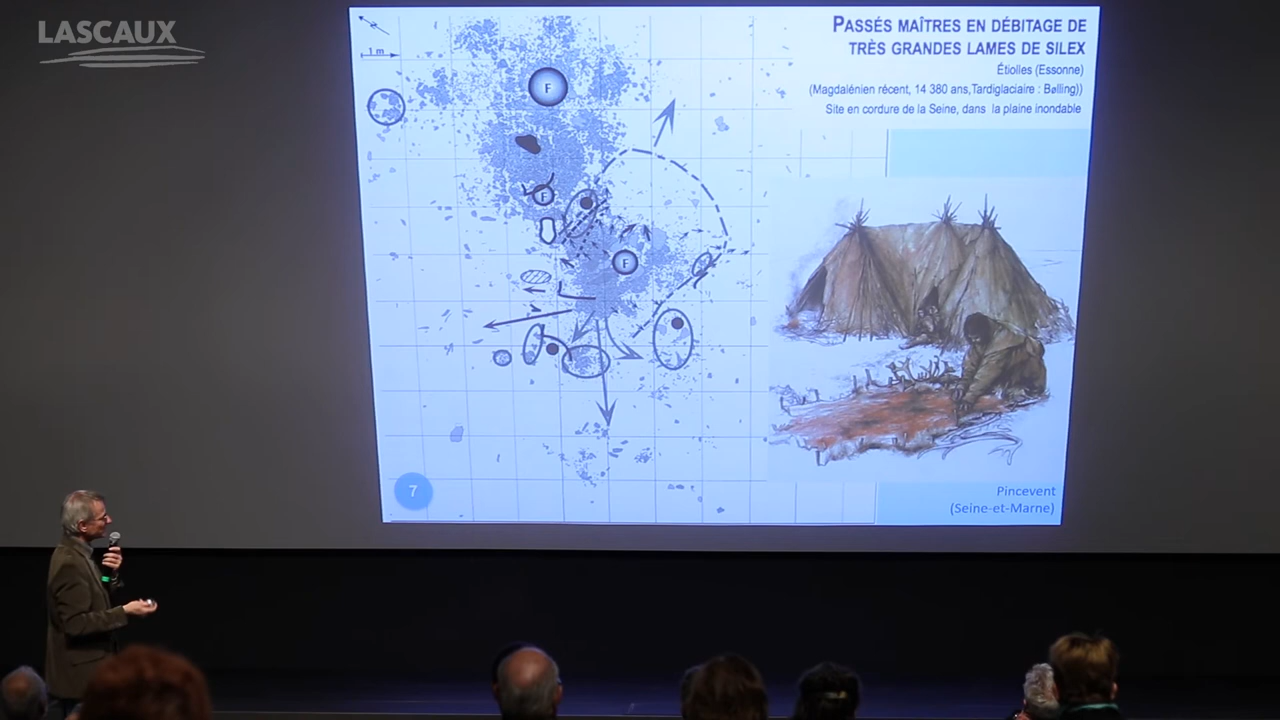 LASCAUX
PASSÉS MAÎTRES EN DÉBITAGE DE
TRÈS GRANDES LAMES DE SILEX
Étiolles (Essonne)
(Magdalénien récent, 14 380 ans,Tardiglaciaire : Bølling))
Site en cordure de la Seine, dans la plaine inondable
1 m
F
F
F
7
Pincevent
(Seine-et-Marne)